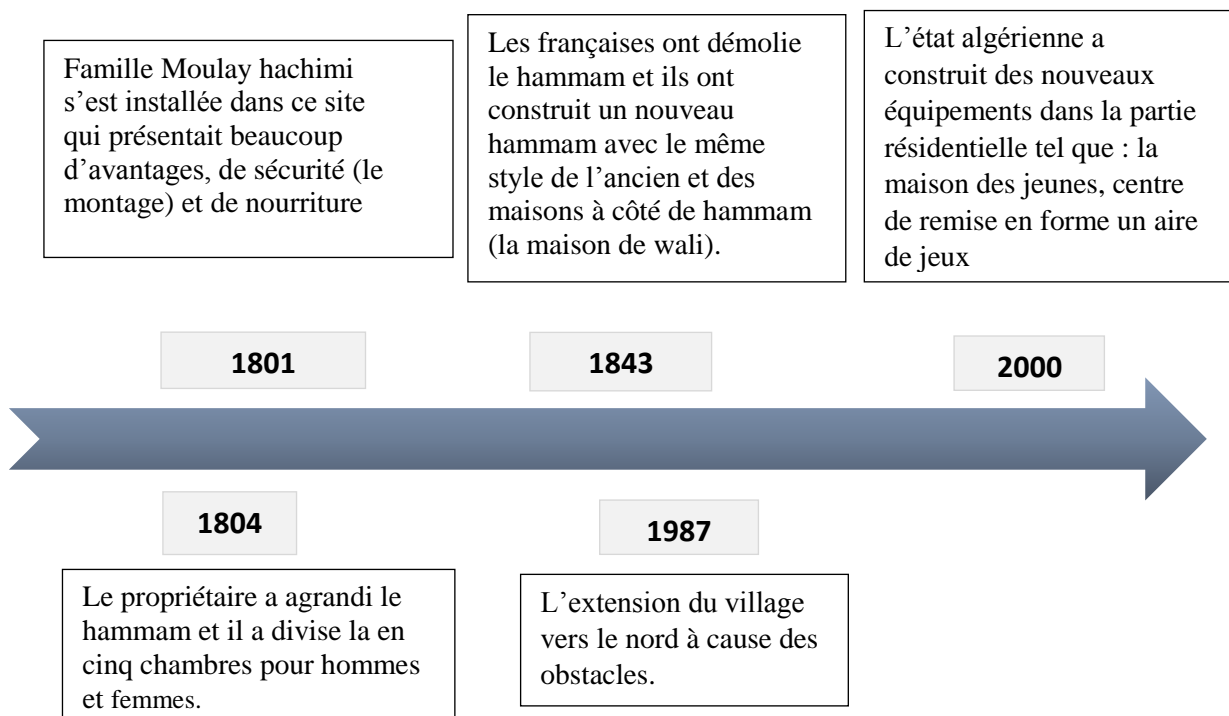 Famille Moulay hachimi
s’est installée dans ce site
qui présentait beaucoup
d’avantages, de sécurité (le
montage) et de nourriture
Les françaises ont démolie
le hammam et ils ont
construit un nouveau
hammam avec le même
style de l’ancien et des
maisons à côté de hammam
(la maison de wali).
L’état algérienne a
construit des nouveaux
équipements dans la partie
résidentielle tel que : la
maison des jeunes, centre
de remise en forme un aire
de jeux
1801
1843
2000
1804
1987
Le propriétaire a agrandi le
hammam et il a divise la en
cinq chambres pour hommes
et femmes.
L’extension du village
vers le nord à cause des
obstacles.